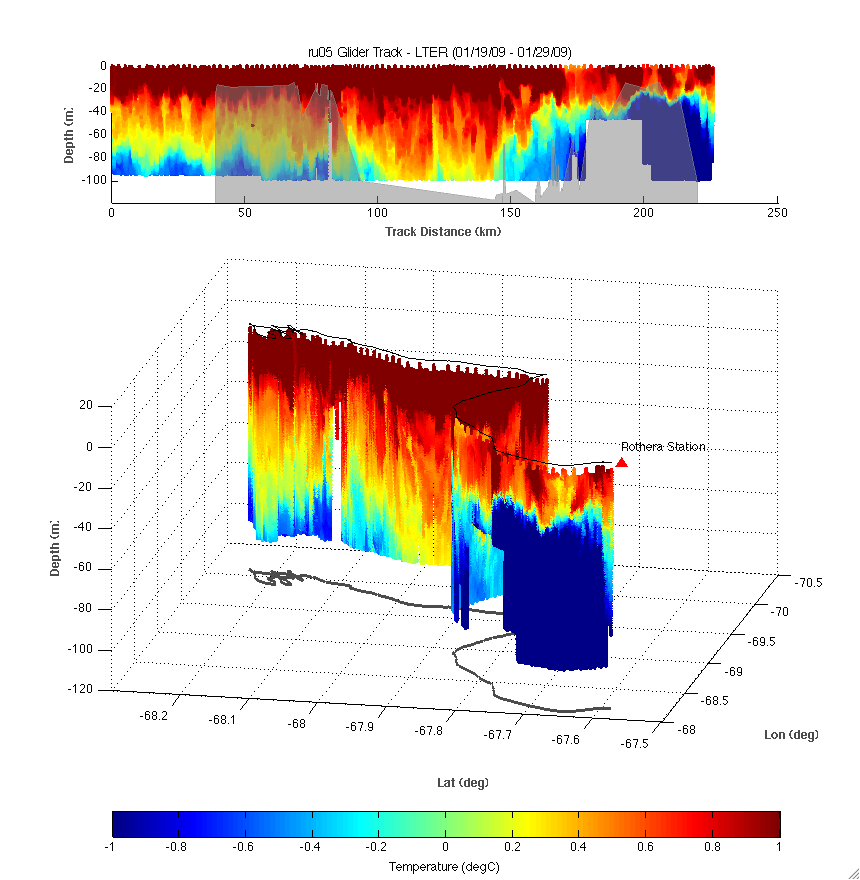 ru05 Glider Track - LTER (01/19/09 - 01/29/09)
0
-20
-40
-60
-80
-100
Depth (m)
0 50 100 150 200 250
Track Distance (km)
20
0
-20
-40
-60
-80
-100
-120
Depth (m)
Rothera Station
-70.5
-70
-69.5
-69
-68.5
-68
Lon (deg)
-68.2 -68.1 -68 -67.9 -67.8 -67.7 -67.6 -67.5
Lat (deg)
-1 -0.8 -0.6 -0.4 -0.2 0 0.2 0.4 0.6 0.8 1
Temperature (degC)